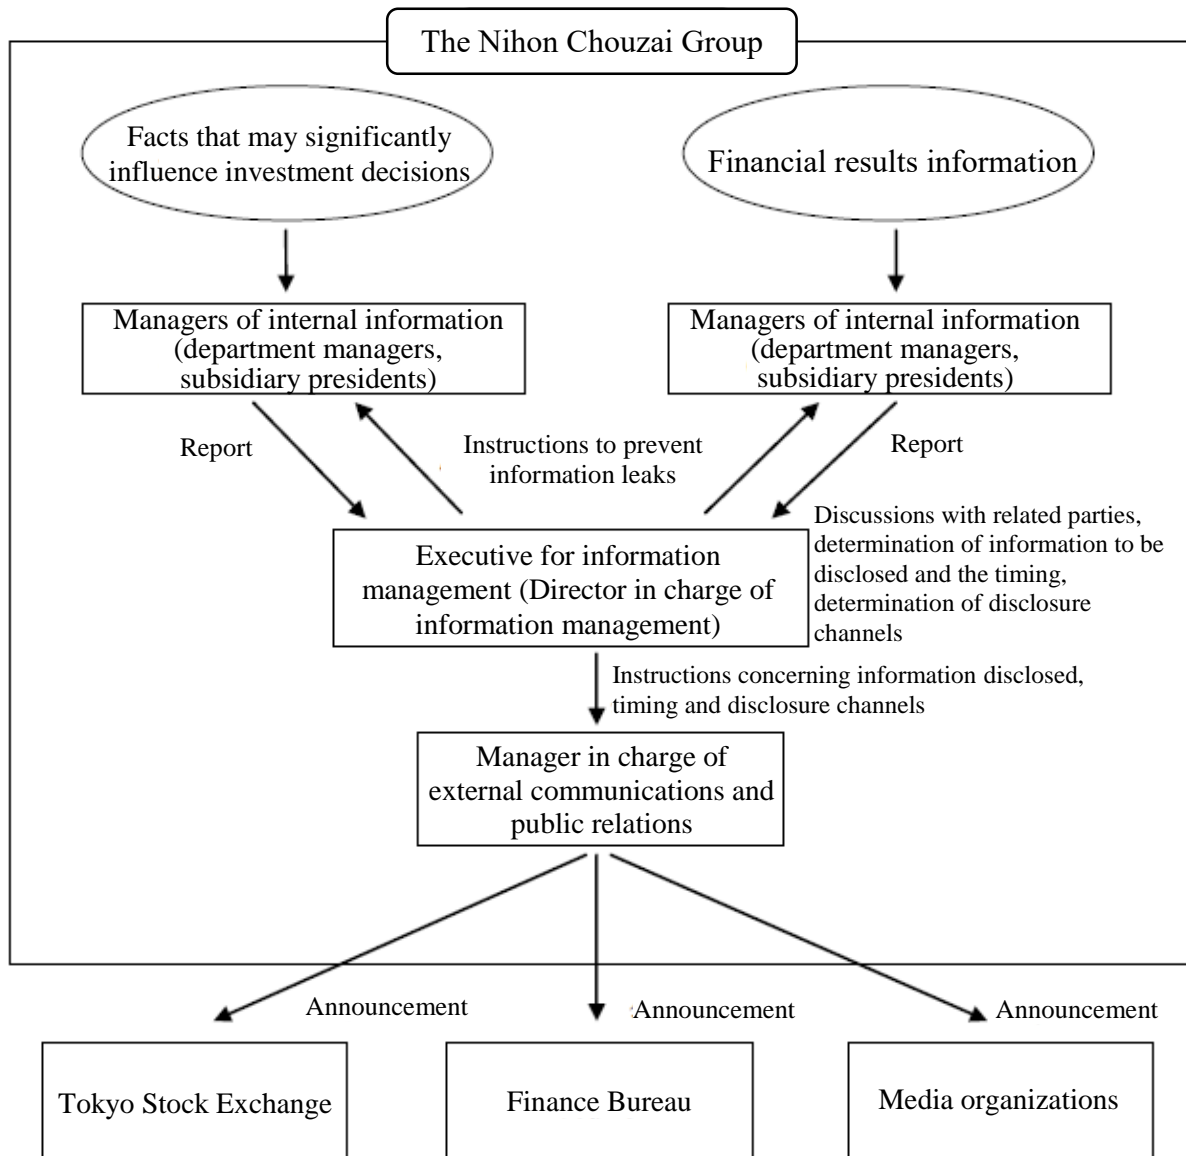 The Nihon Chouzai Group
Facts that may significantly
influence investment decisions
Financial results information
Managers of internal information
(department managers,
subsidiary presidents)
Managers of internal information
(department managers,
subsidiary presidents)
Report
Instructions to prevent
information leaks
Report
Executive for information
management (Director in charge of
information management)
Discussions with related parties,
determination of information to be
disclosed and the timing,
determination of disclosure
channels
Instructions concerning information disclosed,
timing and disclosure channels
Manager in charge of
external communications and
public relations
Announcement
Announcement
Announcement
Tokyo Stock Exchange
Finance Bureau
Media organizations